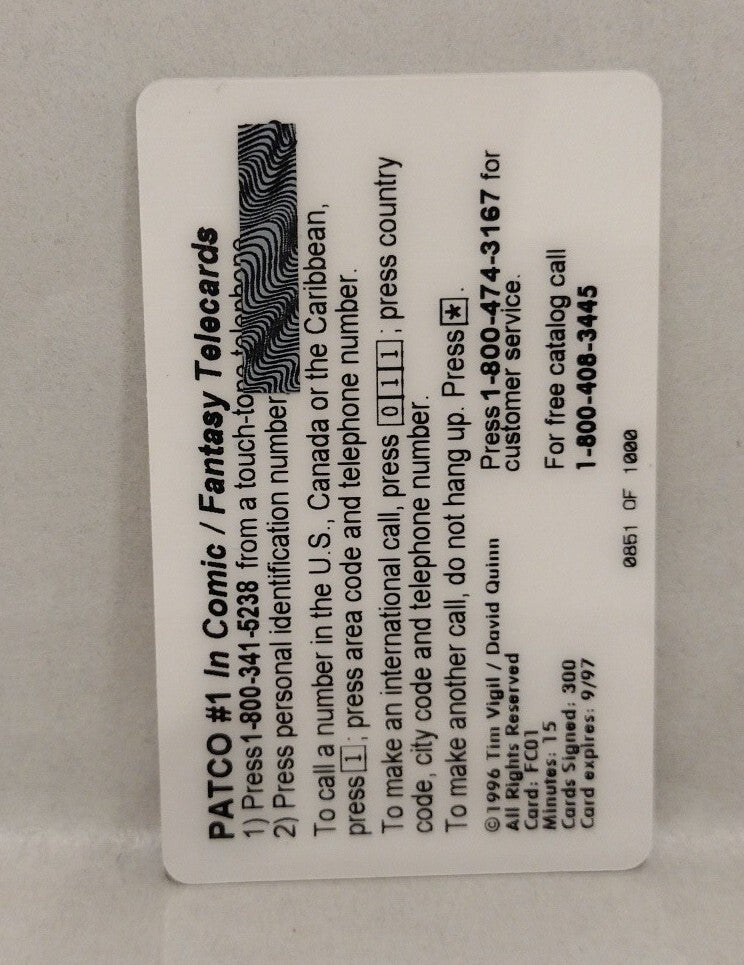 PATCO #1 In Comic / Fantasy Telecards
1) Press 1-800-341-5238 from a touch-tone telephone
2) Press personal identification number
To call a number in the U.S., Canada or the Caribbean,
press 1; press area code and telephone number.
To make an international call, press 011; press country
code, city code and telephone number.
To make another call, do not hang up. Press *.
Press 1-800-474-3167 for
customer service.
For free catalog call
1-800-408-3445
©1996 Tim Vigil / David Quinn
All Rights Reserved
Card: FC01
Minutes: 15
Cards Signed: 300
Card expires: 9/97
0851 OF 1000